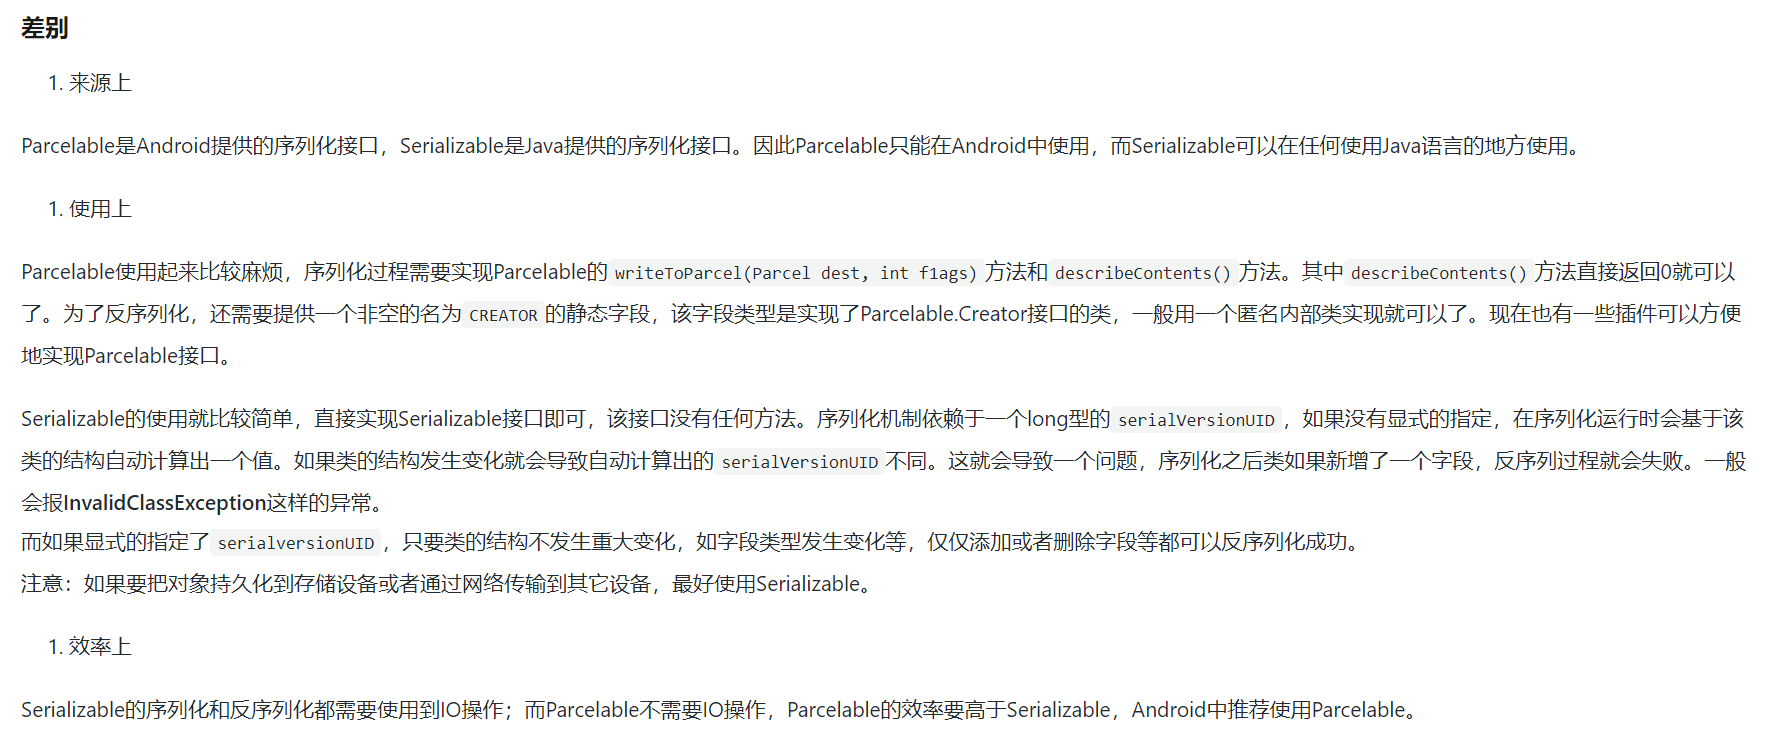 差别
1. 来源上
Parcelable是Android提供的序列化接口，Serializable是Java提供的序列化接口。因此Parcelable只能在Android中使用，而Serializable可以在任何使用Java语言的地方使用。
1. 使用上
Parcelable使用起来比较麻烦，序列化过程需要实现Parcelable的 writeToParcel(Parcel dest, int f1ags) 方法和 describeContents() 方法。其中 describeContents() 方法直接返回0就可以
了。为了反序列化，还需要提供一个非空的名为 CREATOR 的静态字段，该字段类型是实现了Parcelable.Creator接口的类，一般用一个匿名内部类实现就可以了。现在也有一些插件可以方便
地实现Parcelable接口。
Serializable的使用就比较简单，直接实现Serializable接口即可，该接口没有任何方法。序列化机制依赖于一个long型的 serialVersionUID ，如果没有显式的指定，在序列化运行时会基于该
类的结构自动计算出一个值。如果类的结构发生变化就会导致自动计算出的 serialVersionUID 不同。这就会导致一个问题，序列化之后类如果新增了一个字段，反序列过程就会失败。一般
会报InvalidClassException这样的异常。
而如果显式的指定了 serialversionUID ，只要类的结构不发生重大变化，如字段类型发生变化等，仅仅添加或者删除字段等都可以反序列化成功。
注意：如果要把对象持久化到存储设备或者通过网络传输到其它设备，最好使用Serializable。
1. 效率上
Serializable的序列化和反序列化都需要使用到IO操作；而Parcelable不需要IO操作，Parcelable的效率要高于Serializable，Android中推荐使用Parcelable。